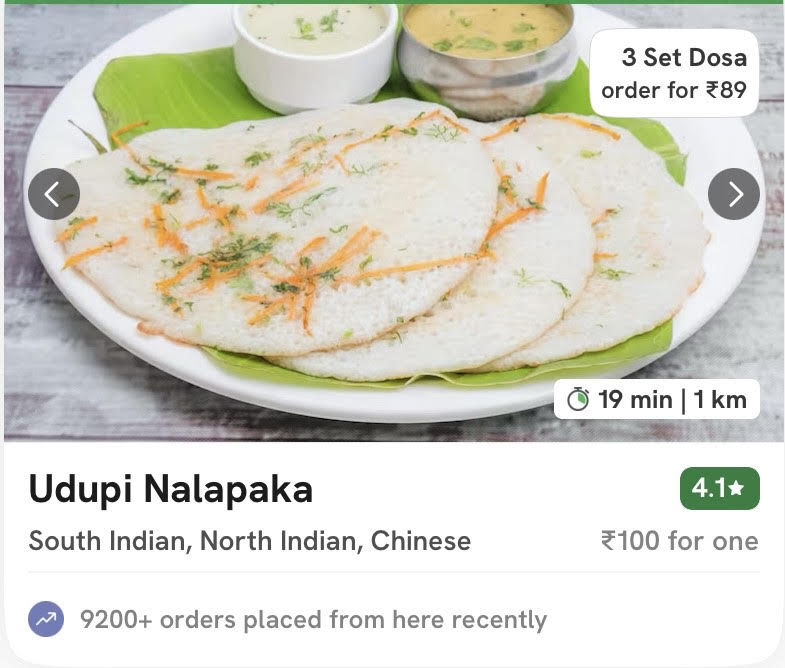 3 Set Dosa
order for ₹89
19 min | 1 km
Udupi Nalapaka
4.1★
South Indian, North Indian, Chinese
₹100 for one
9200+ orders placed from here recently